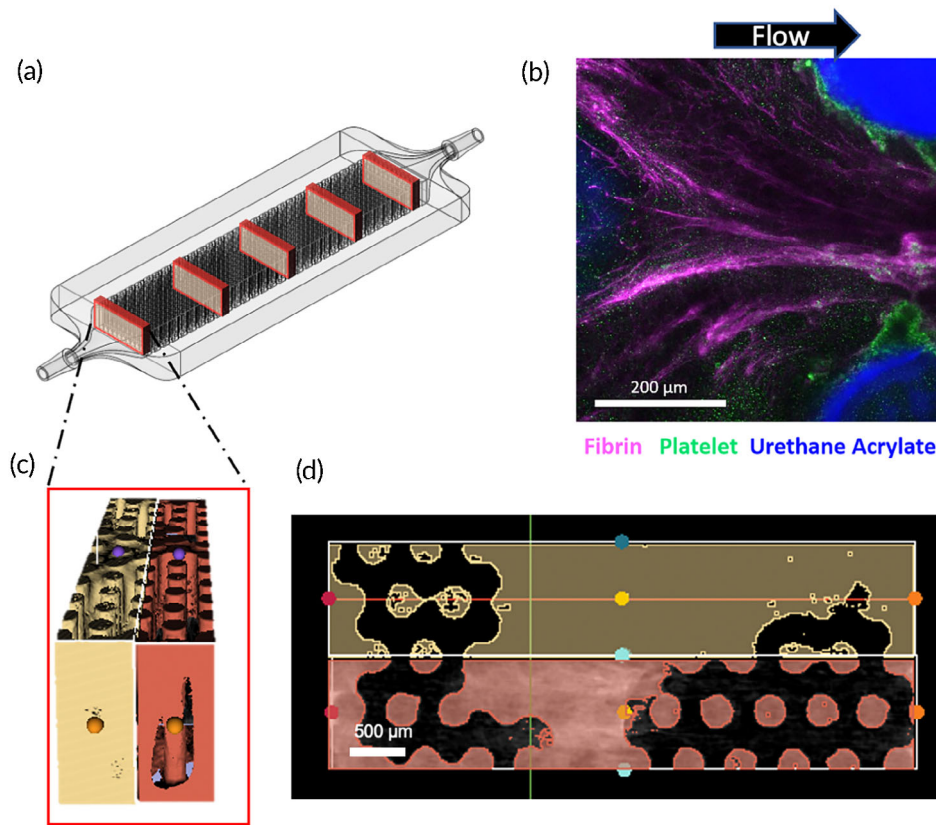 Flow
(a)
(b)
200 µm
Fibrin Platelet Urethane Acrylate
(c)
(d)
500 µm